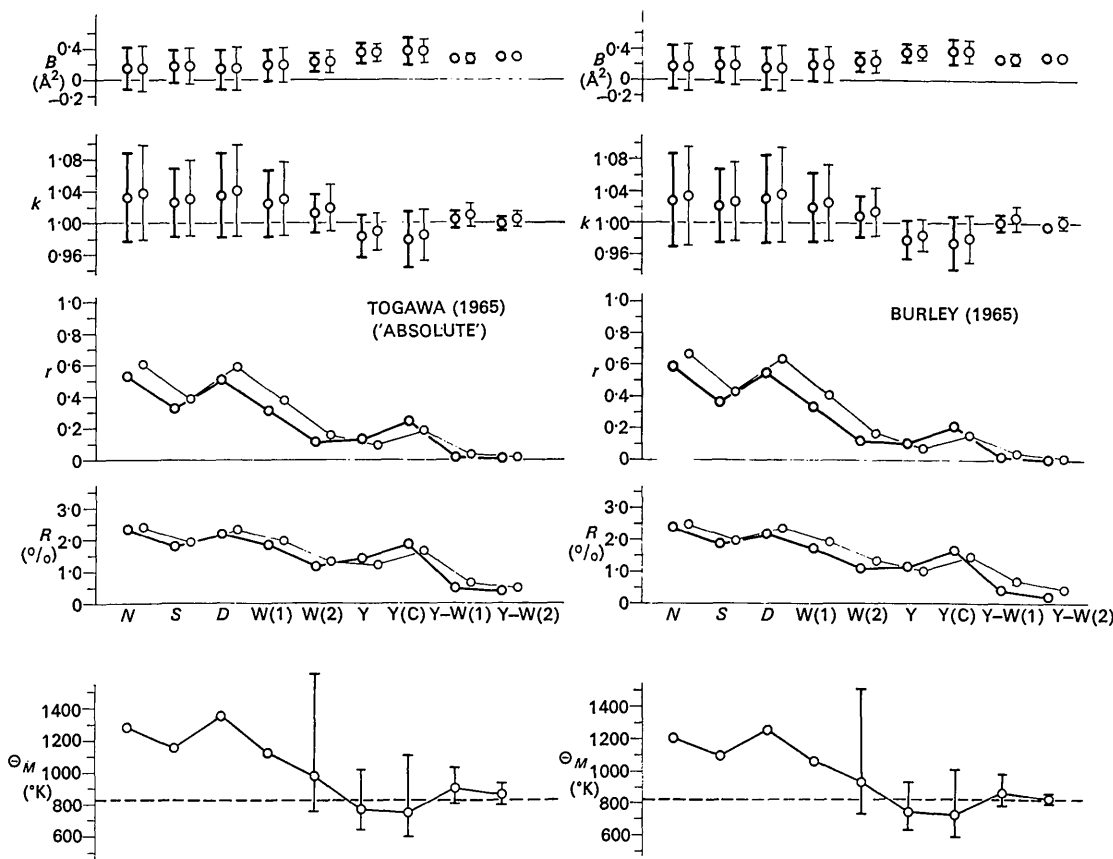 B
(Å²)
0·4
0
−0·2
k
1·08
1·04
1·00
0·96
TOGAWA (1965)
('ABSOLUTE')
r
1·0
0·8
0·6
0·4
0·2
0
R
(%)
3·0
2·0
1·0
0
N S D W(1) W(2) Y Y(C) Y–W(1) Y–W(2)
Θ_M
(°K)
1400
1200
1000
800
600
B
(Å²)
0·4
0
−0·2
k
1·08
1·04
1·00
0·96
BURLEY (1965)
r
1·0
0·8
0·6
0·4
0·2
0
R
(%)
3·0
2·0
1·0
0
N S D W(1) W(2) Y Y(C) Y–W(1) Y–W(2)
Θ_M
(°K)
1400
1200
1000
800
600